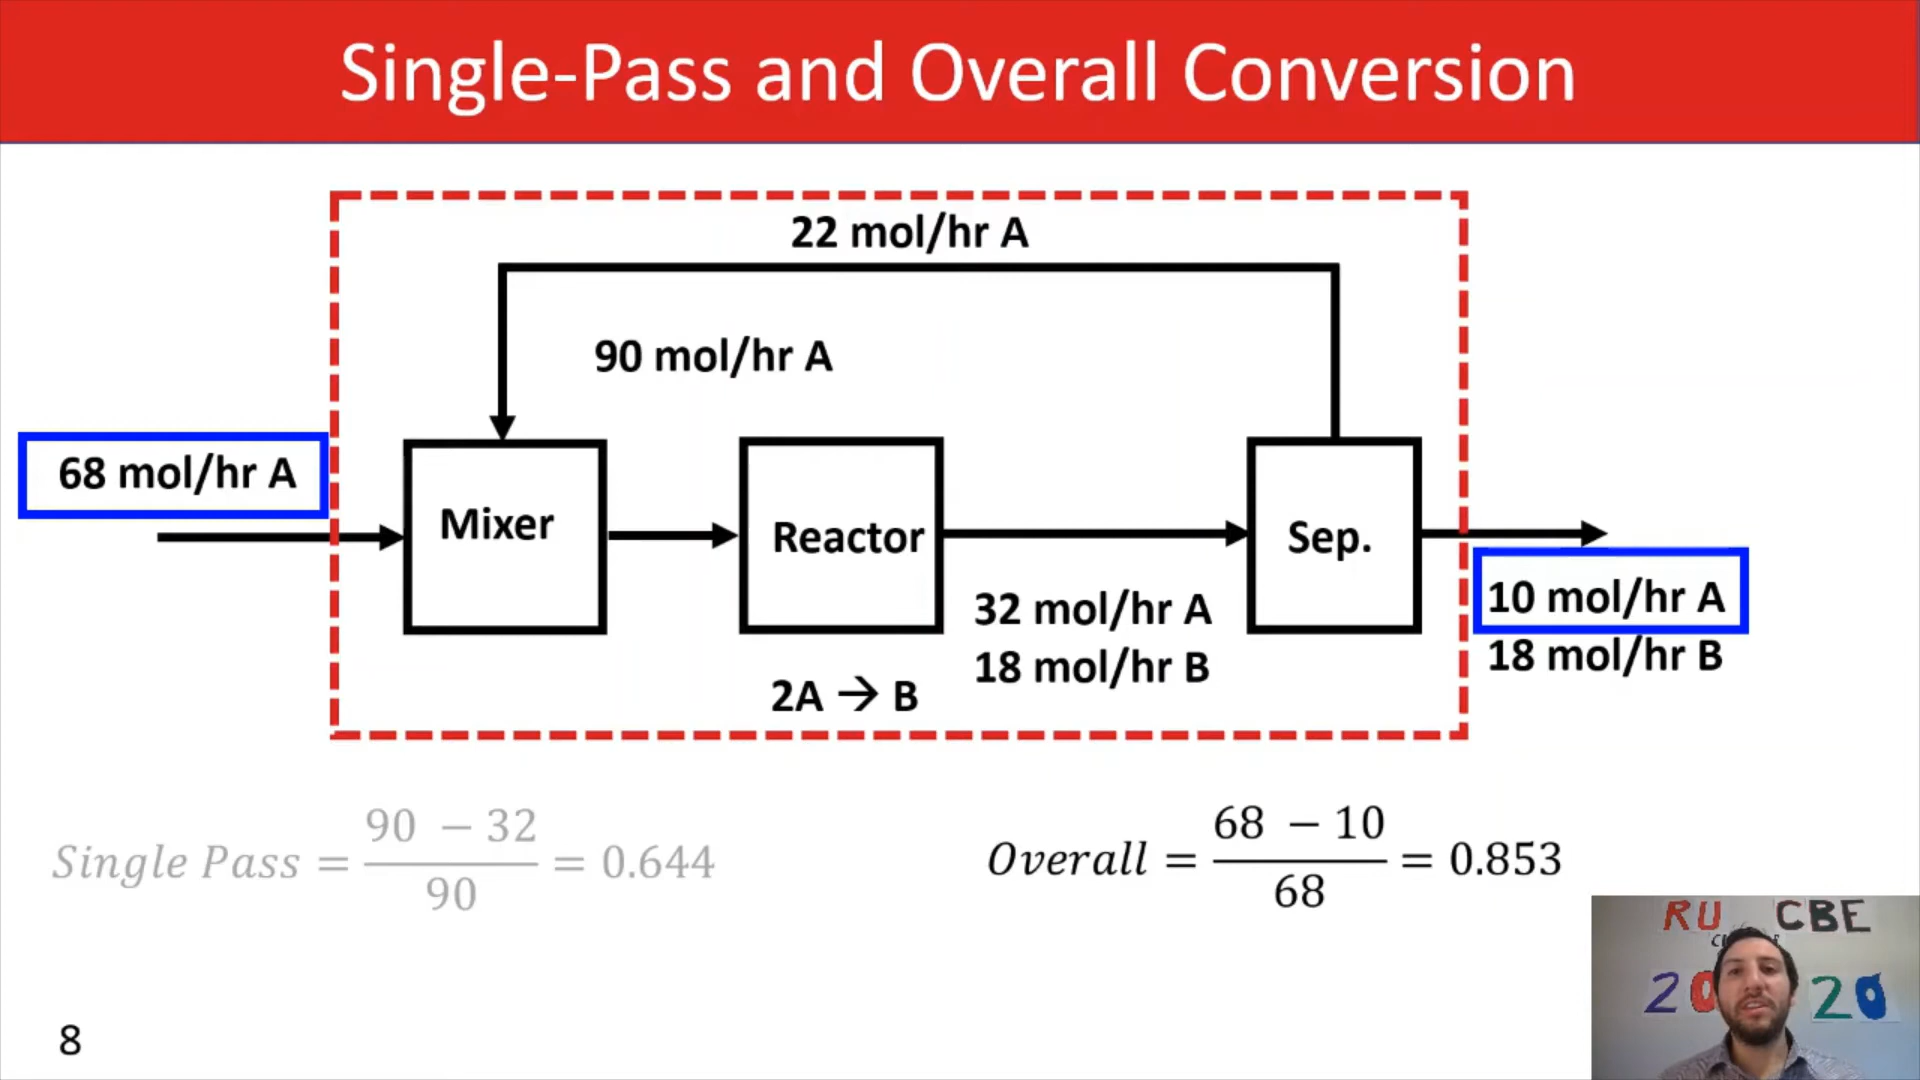 Single-Pass and Overall Conversion
22 mol/hr A
90 mol/hr A
68 mol/hr A
Mixer
Reactor
Sep.
2A → B
32 mol/hr A
18 mol/hr B
10 mol/hr A
18 mol/hr B
Single Pass = (90 − 32)/90 = 0.644
Overall = (68 − 10)/68 = 0.853
RU CBE
20 20
8